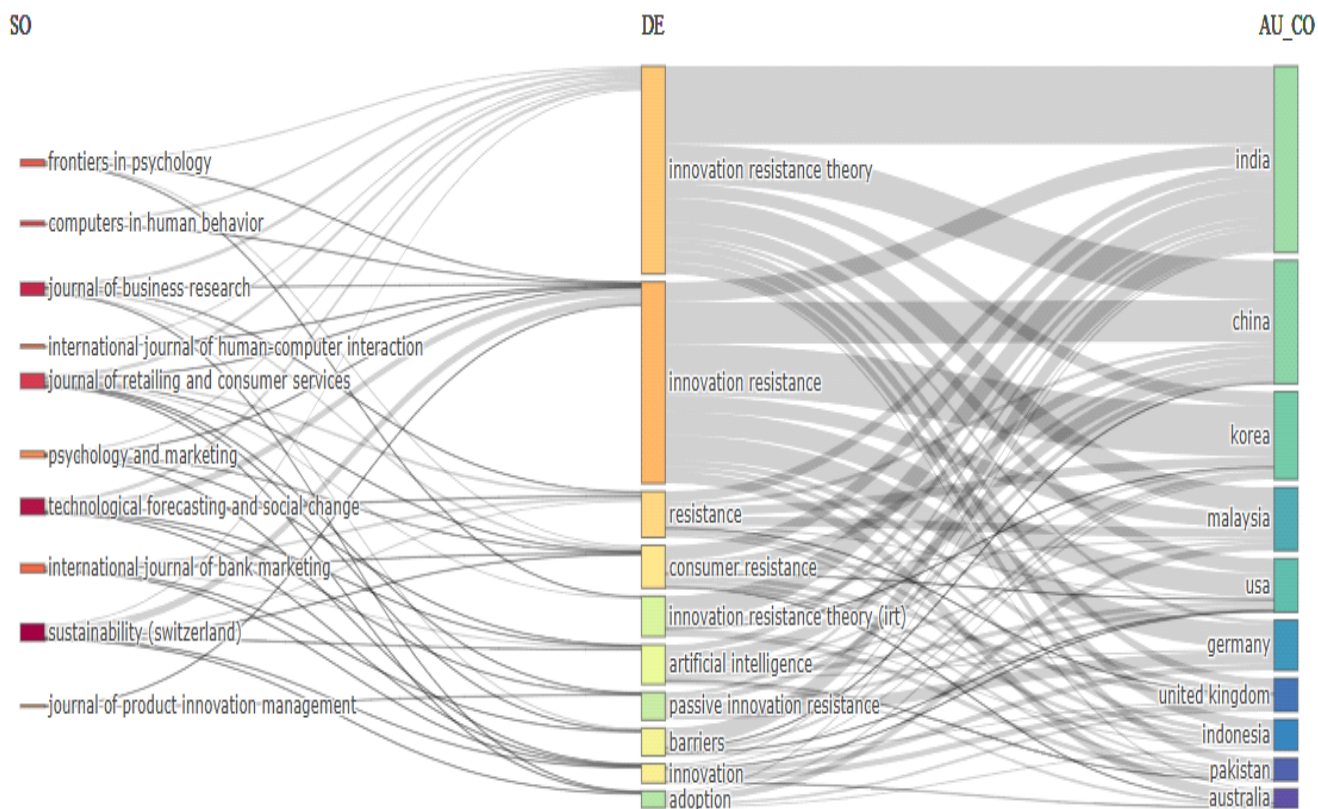 SO
DE
AU_CO
frontiers in psychology
computers in human behavior
journal of business research
international journal of human-computer interaction
journal of retailing and consumer services
psychology and marketing
technological forecasting and social change
international journal of bank marketing
sustainability (switzerland)
journal of product innovation management
innovation resistance theory
innovation resistance
resistance
consumer resistance
innovation resistance theory (irt)
artificial intelligence
passive innovation resistance
barriers
innovation
adoption
india
china
korea
malaysia
usa
germany
united kingdom
indonesia
pakistan
australia